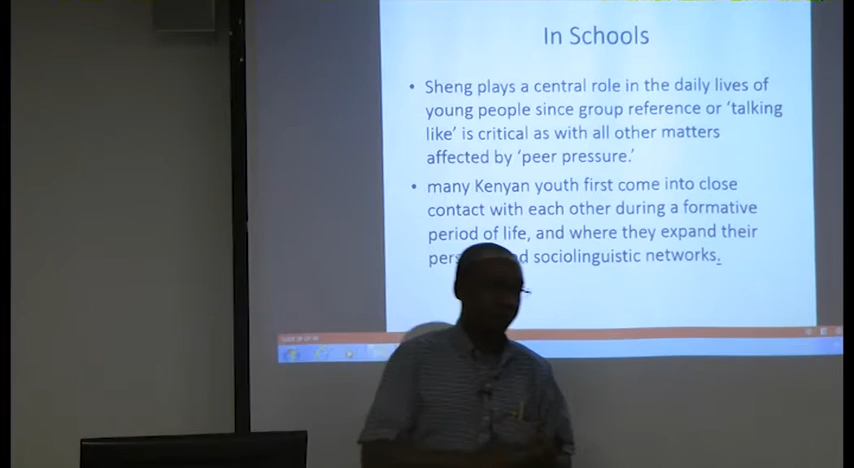 In Schools
• Sheng plays a central role in the daily lives of
young people since group reference or ‘talking
like’ is critical as with all other matters
affected by ‘peer pressure.’
• many Kenyan youth first come into close
contact with each other during a formative
period of life, and where they expand their
sociolinguistic networks.